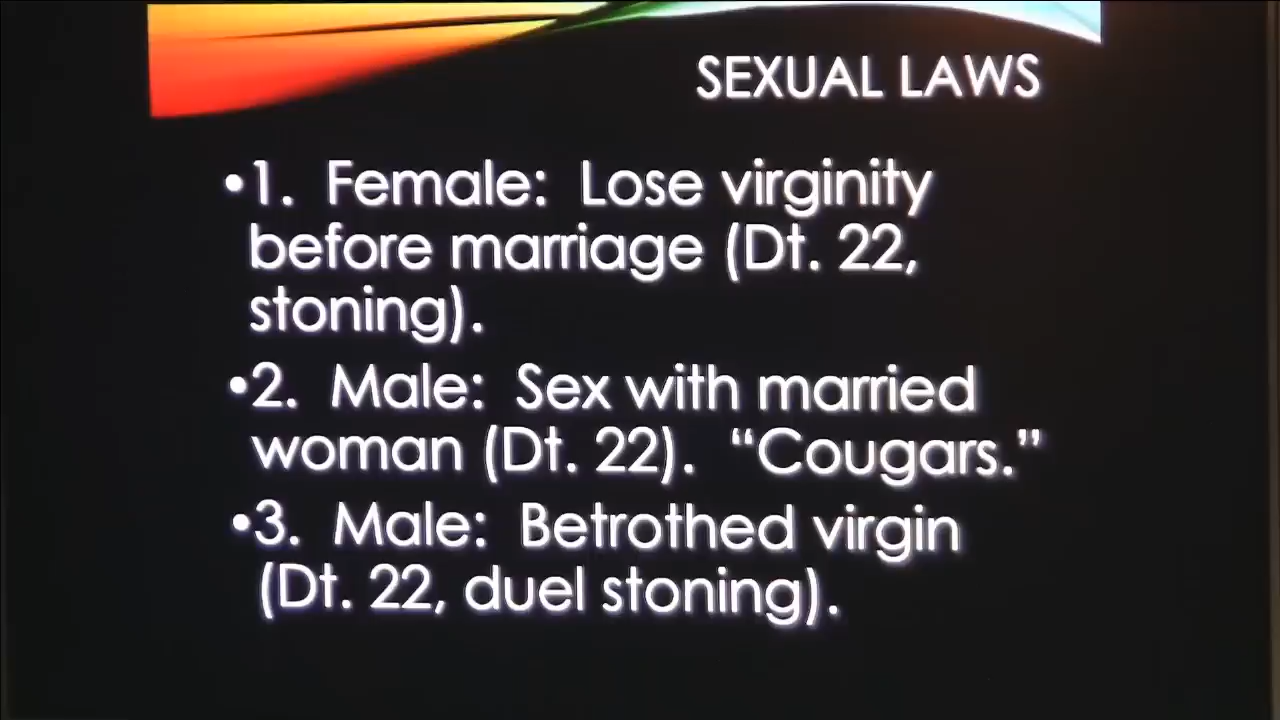 SEXUAL LAWS
•1. Female: Lose virginity
before marriage (Dt. 22,
stoning).
•2. Male: Sex with married
woman (Dt. 22). “Cougars.”
•3. Male: Betrothed virgin
(Dt. 22, duel stoning).